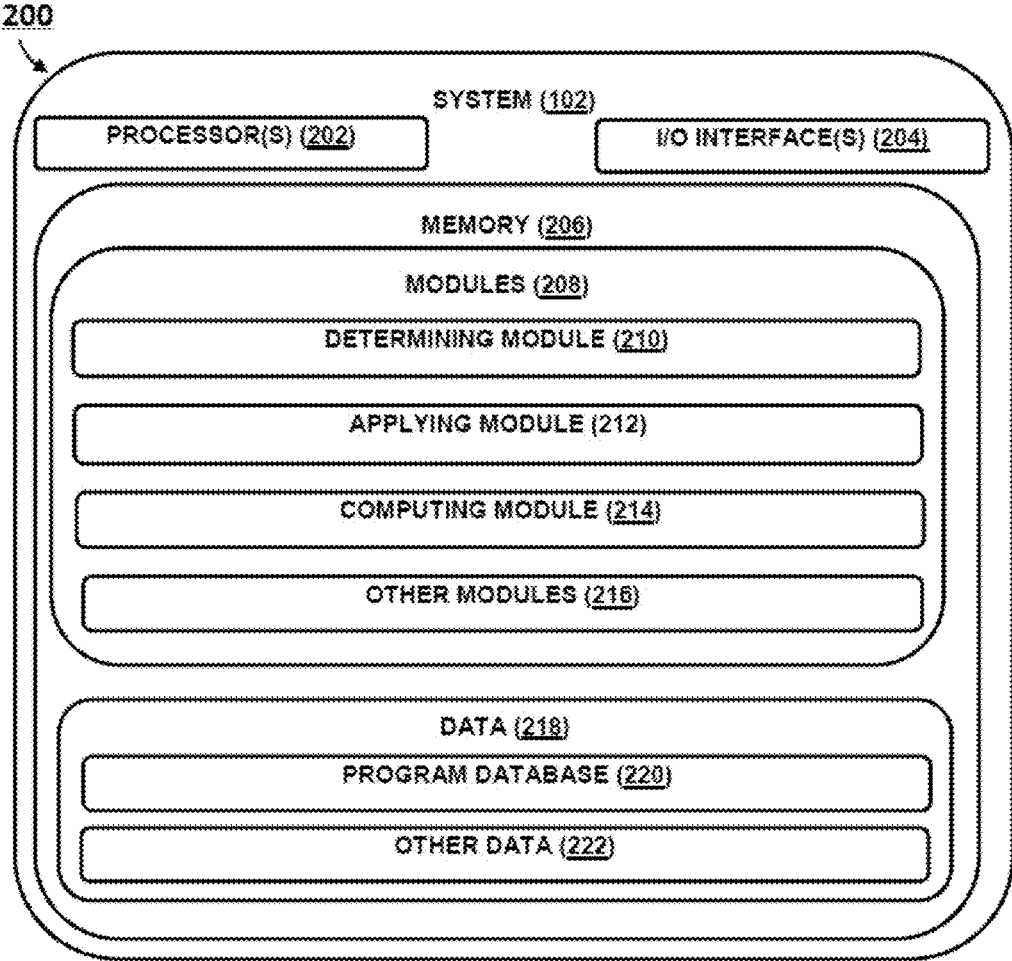 200
SYSTEM (102)
PROCESSOR(S) (202)
I/O INTERFACE(S) (204)
MEMORY (206)
MODULES (208)
DETERMINING MODULE (210)
APPLYING MODULE (212)
COMPUTING MODULE (214)
OTHER MODULES (216)
DATA (218)
PROGRAM DATABASE (220)
OTHER DATA (222)